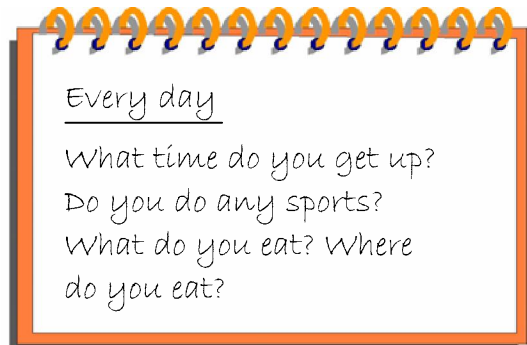 Every day
What time do you get up?
Do you do any sports?
What do you eat? Where
do you eat?